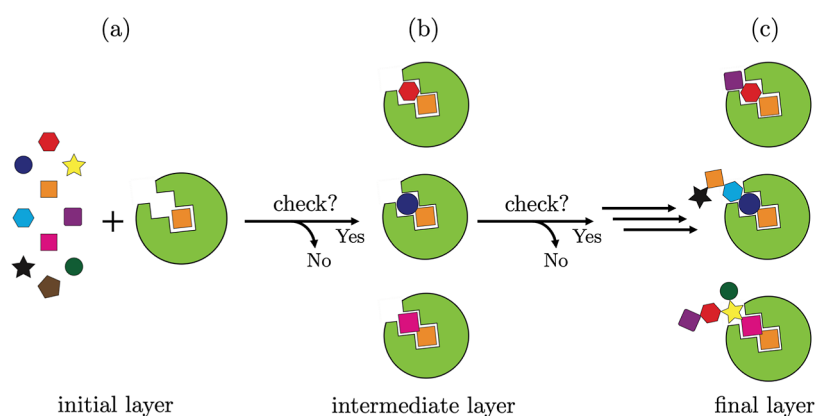 (a)
(b)
(c)
+
check?
Yes
No
check?
Yes
No
initial layer
intermediate layer
final layer